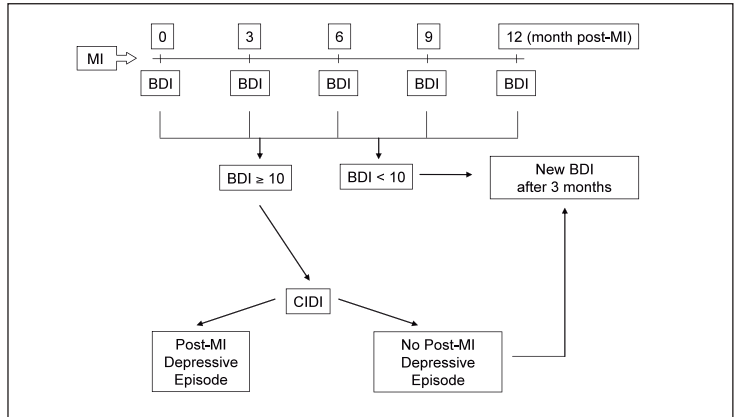 0 3 6 9 12 (month post-MI)
MI
BDI BDI BDI BDI BDI
BDI ≥ 10 BDI < 10
New BDI
after 3 months
CIDI
Post-MI
Depressive
Episode
No Post-MI
Depressive
Episode